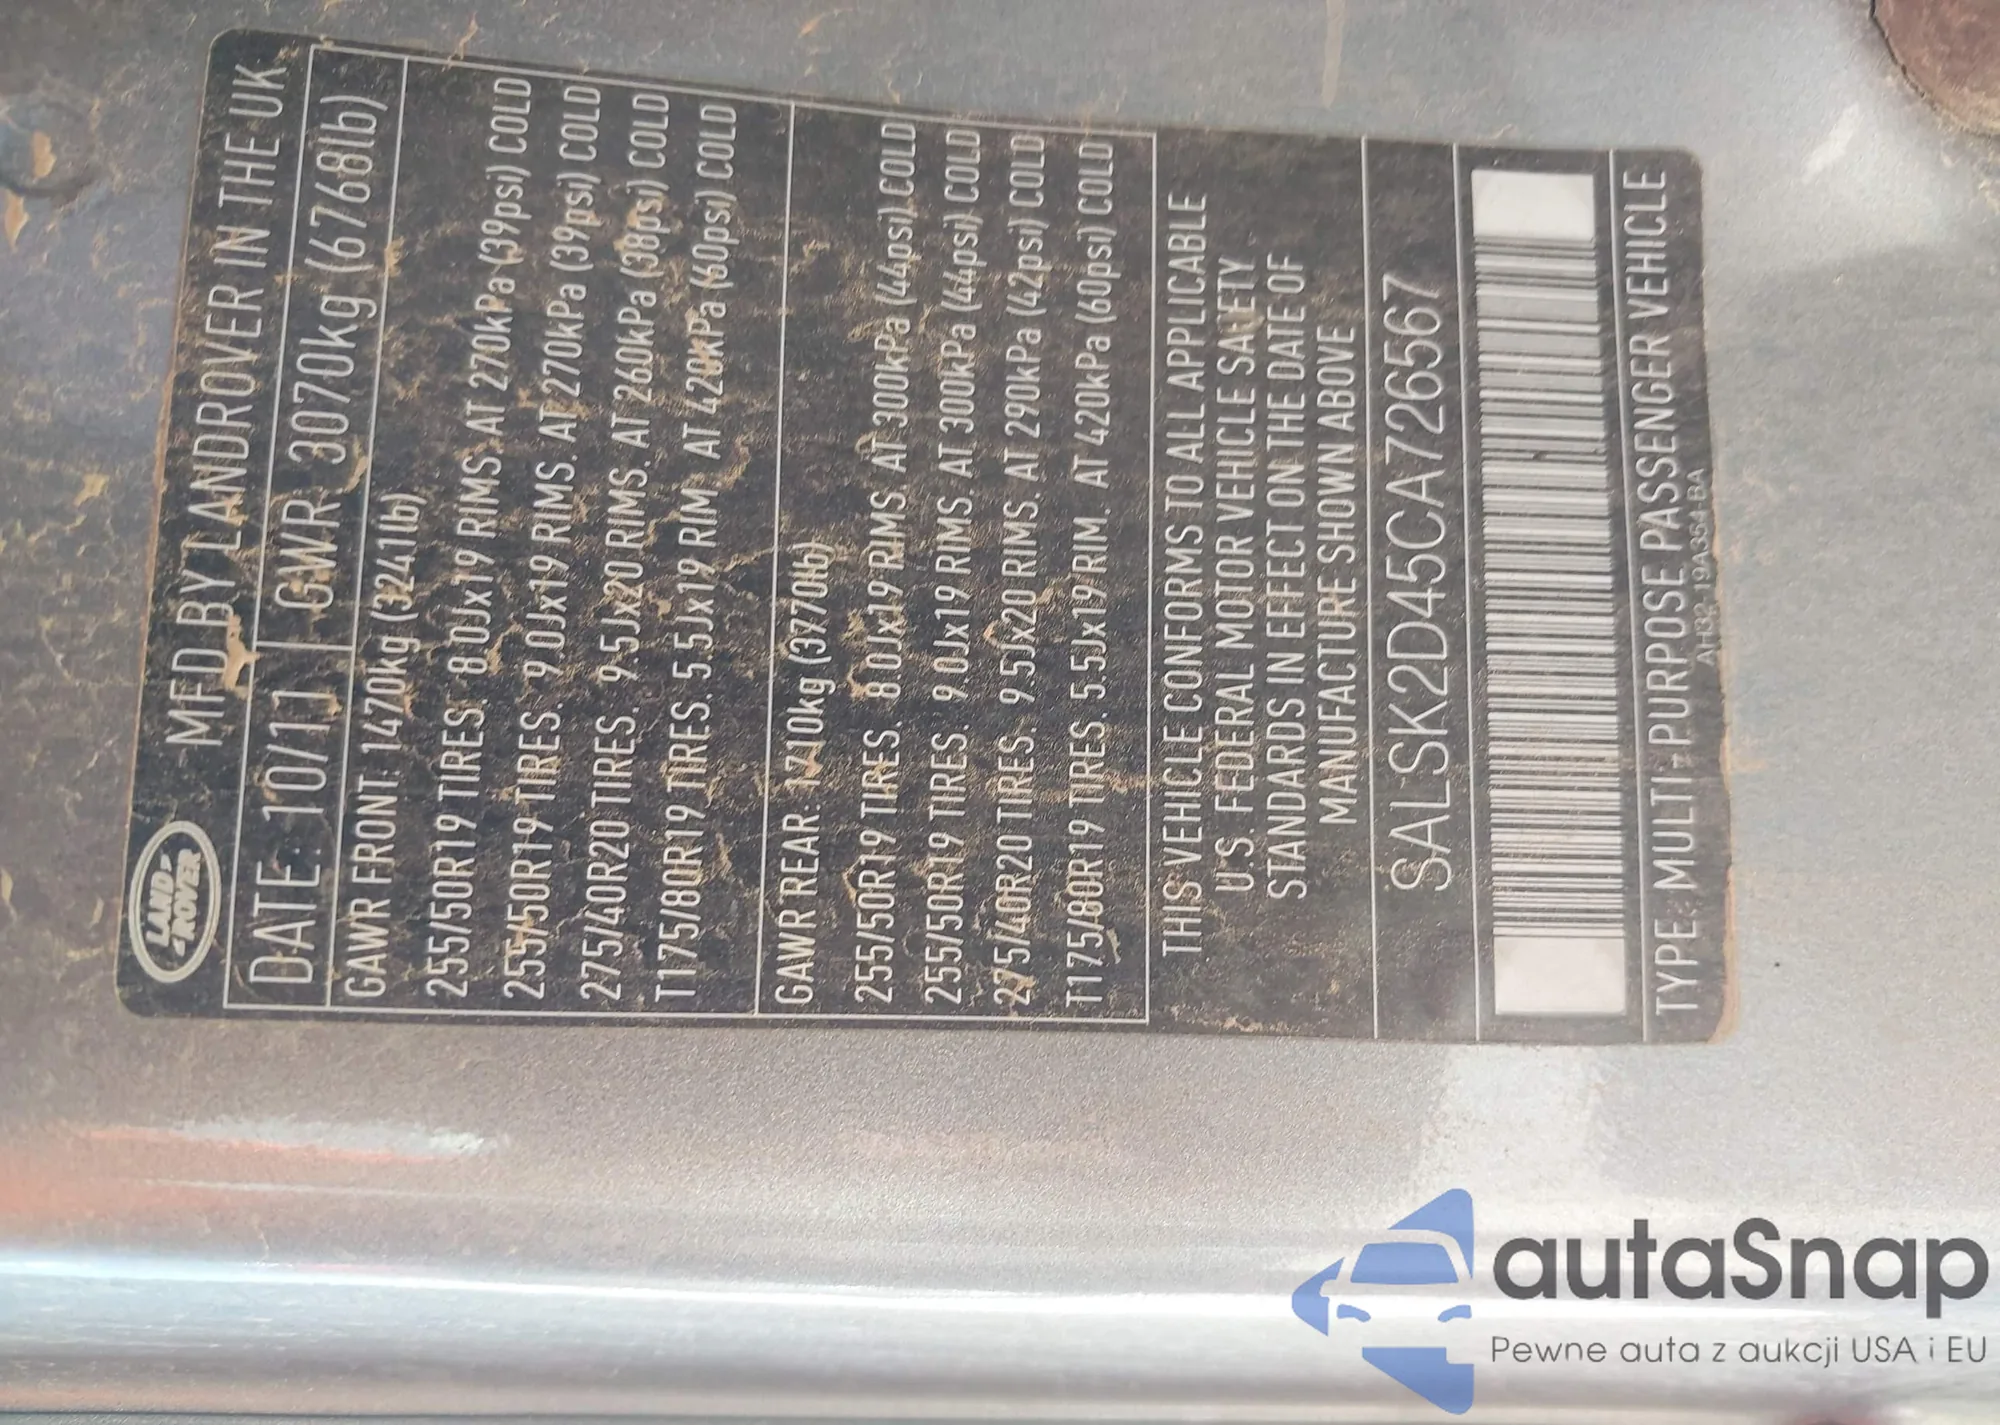 LAND-
-ROVER
MFD BY LANDROVER IN THE UK
DATE: 10/11 GWR 3070kg (6768lb)
GAWR FRONT: 1470kg (3241lb)
255/50R19 TIRES. 8.0Jx19 RIMS. AT 270kPa (39psi) COLD
255/50R19 TIRES. 9.0Jx19 RIMS. AT 270kPa (39psi) COLD
275/40R20 TIRES. 9.5Jx20 RIMS. AT 260kPa (38psi) COLD
T175/80R19 TIRES. 5.5Jx19 RIM AT 420kPa (60psi) COLD
GAWR REAR: 1710kg (3770lb)
255/50R19 TIRES. 8.0Jx19 RIMS. AT 300kPa (44psi) COLD
255/50R19 TIRES. 9.0Jx19 RIMS. AT 300kPa (44psi) COLD
275/40R20 TIRES. 9.5Jx20 RIMS. AT 290kPa (42psi) COLD
T175/80R19 TIRES. 5.5Jx19 RIM. AT 420kPa (60psi) COLD
THIS VEHICLE CONFORMS TO ALL APPLICABLE
U.S. FEDERAL MOTOR VEHICLE SAFETY
STANDARDS IN EFFECT ON THE DATE OF
MANUFACTURE SHOWN ABOVE
SALSK2D45CA726567
TYPE: MULTI-PURPOSE PASSENGER VEHICLE
AH32-19A364-BA
autaSnap
Pewne auta z aukcji USA i EU